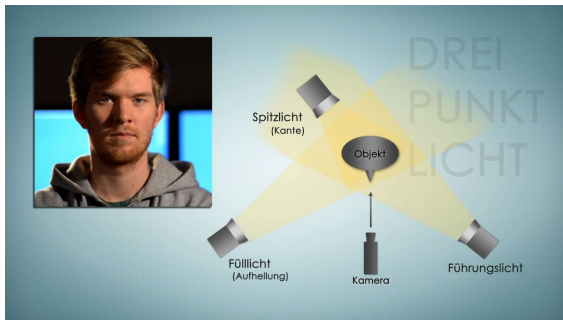 DREI
PUNKT
LICHT
Spitzlicht
(Kante)
Objekt
Fülllicht
(Aufhellung)
Kamera
Führungslicht